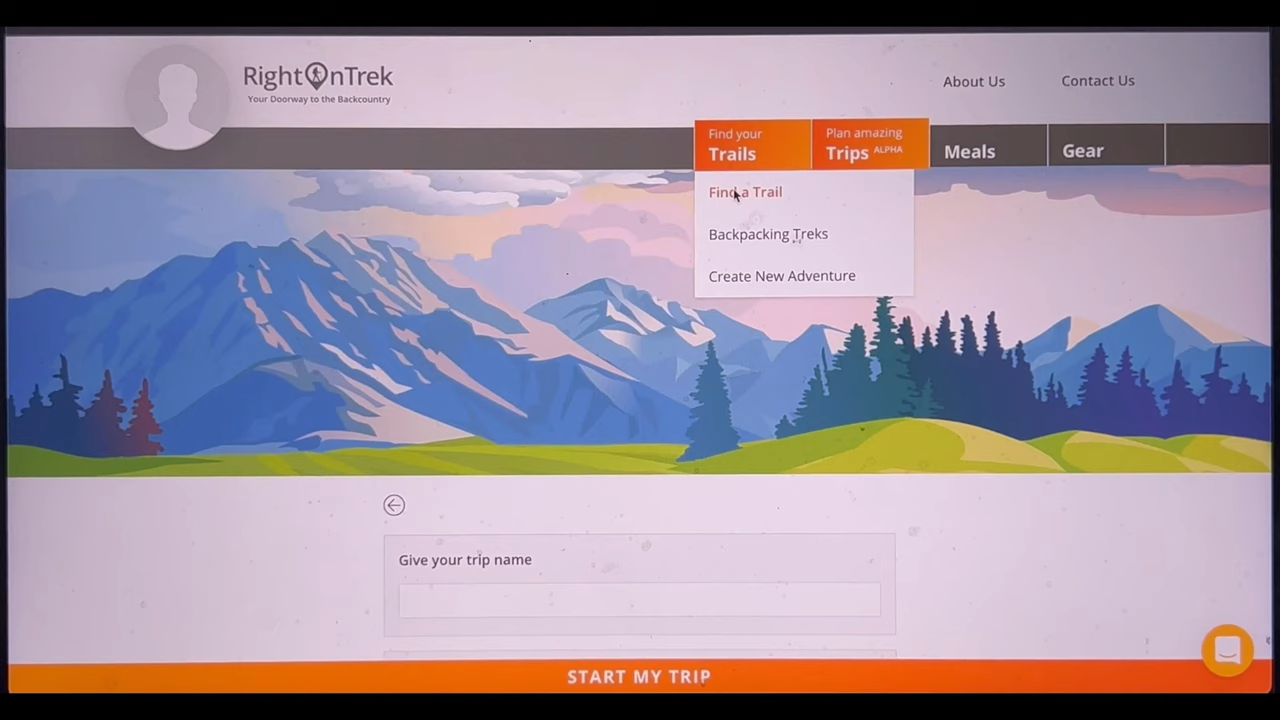 RightOnTrek
Your Doorway to the Backcountry
About Us
Contact Us
Find your
Trails
Plan amazing
Trips ALPHA
Meals
Gear
Find a Trail
Backpacking Treks
Create New Adventure
Give your trip name
START MY TRIP